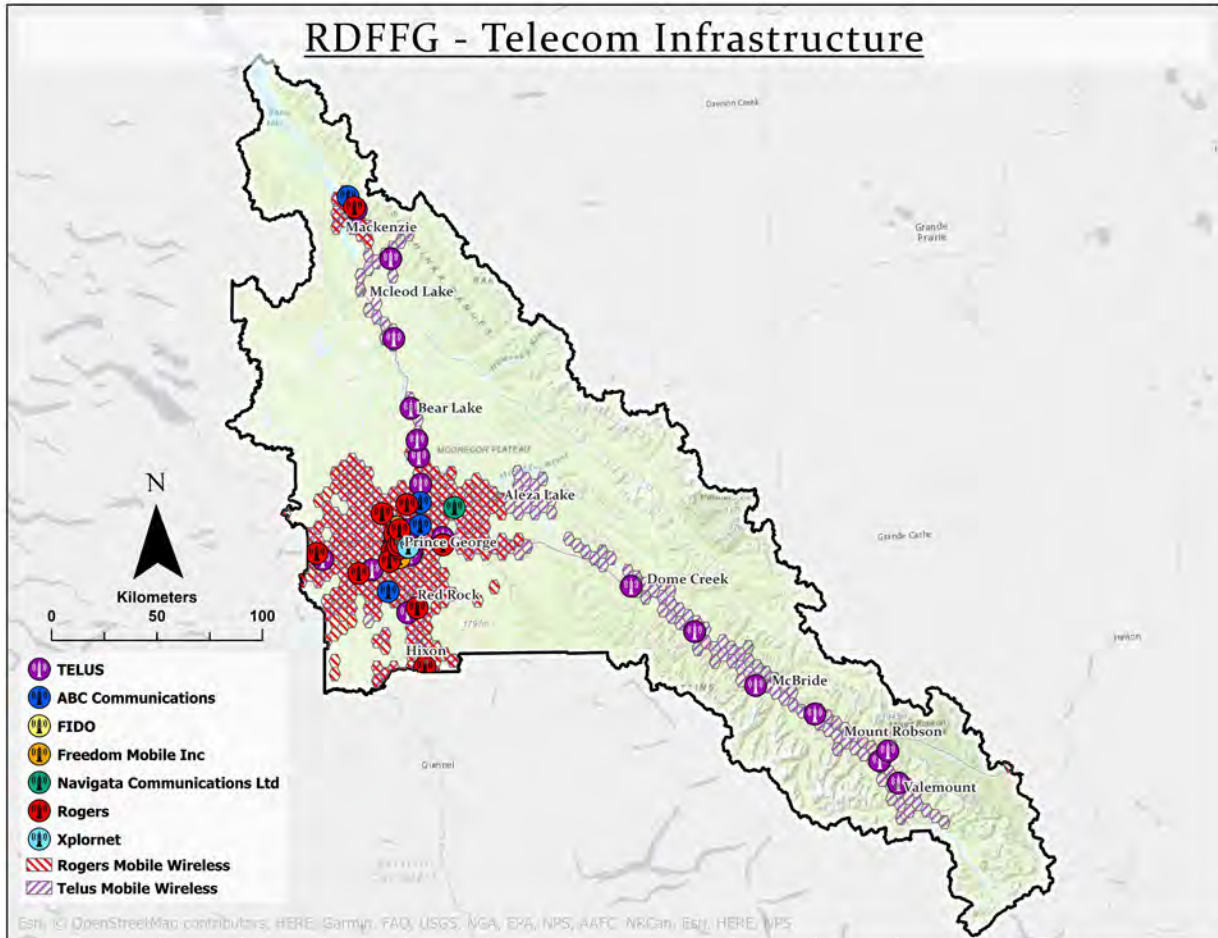 RDFFG - Telecom Infrastructure
Dawson Creek
Grande
Prairie
Mackenzie
Mcleod Lake
Bear Lake
MCGREGOR PLATEAU
Aleza Lake
Prince George
Grande Cache
Dome Creek
Red Rock
Hixon
McBride
Hinton
Mount Robson
Valemount
Quesnel
N
Kilometers
0 50 100
TELUS
ABC Communications
FIDO
Freedom Mobile Inc
Navigata Communications Ltd
Rogers
Xplornet
Rogers Mobile Wireless
Telus Mobile Wireless
Esri, © OpenStreetMap contributors, HERE, Garmin, FAO, USGS, NGA, EPA, NPS, AAFC, NRCan, Esri, HERE, NPS